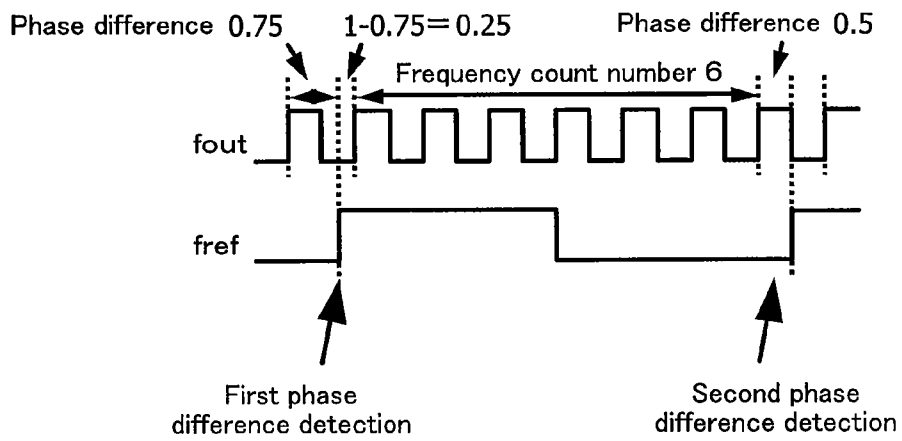 Phase difference 0.75
1-0.75=0.25
Phase difference 0.5
Frequency count number 6
fout
fref
First phase
difference detection
Second phase
difference detection